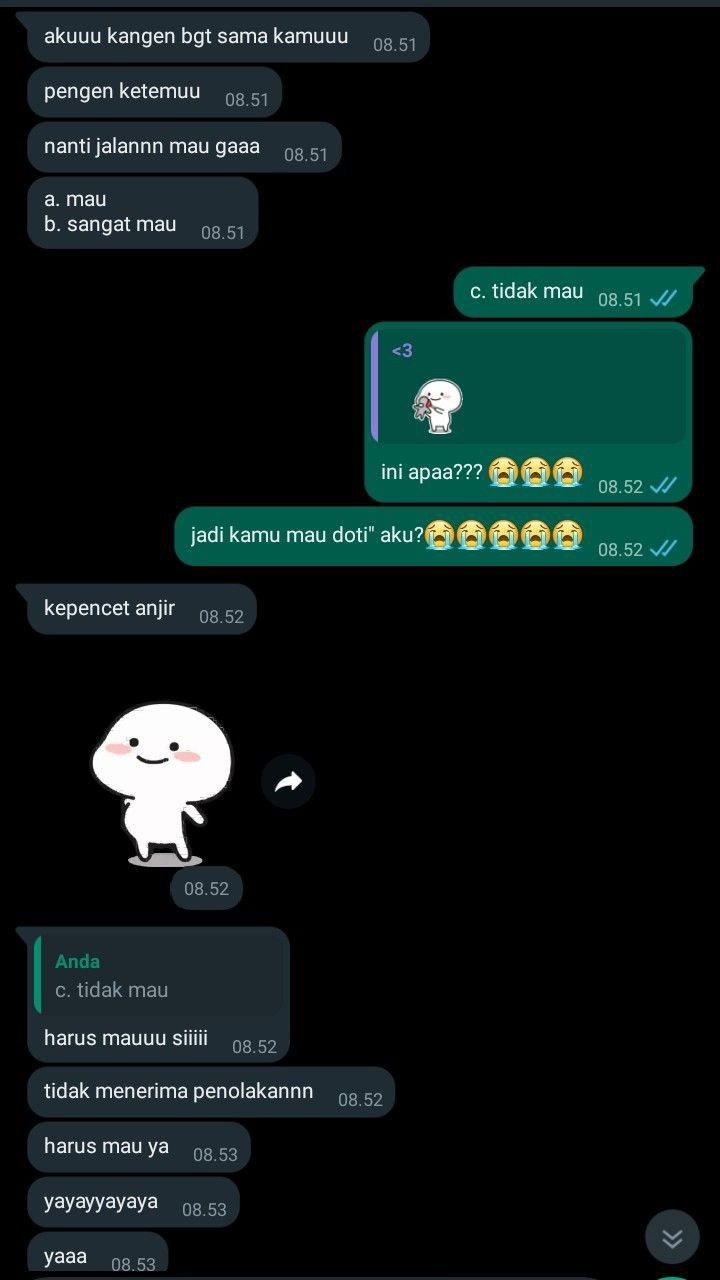 akuuu kangen bgt sama kamuuu 08.51
pengen ketemuu 08.51
nanti jalannn mau gaaa 08.51
a. mau
b. sangat mau 08.51
c. tidak mau 08.51
<3
ini apaa??? 😭😭😭 08.52
jadi kamu mau doti" aku?😭😭😭😭😭 08.52
kepencet anjir 08.52
08.52
Anda
c. tidak mau
harus mauuu siiiii 08.52
tidak menerima penolakannn 08.52
harus mau ya 08.53
yayayyayaya 08.53
yaaa 08.53